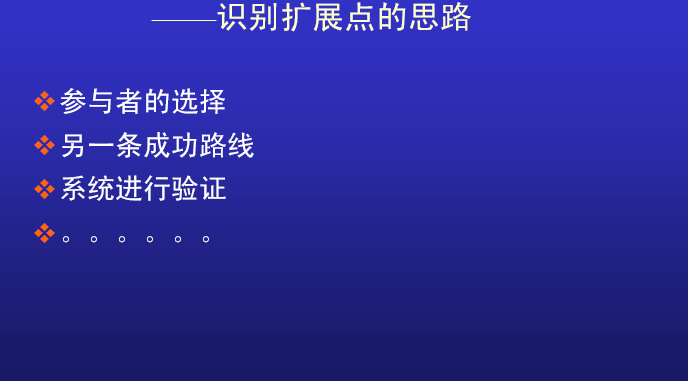 ——识别扩展点的思路
参与者的选择
另一条成功路线
系统进行验证
。。。。。。